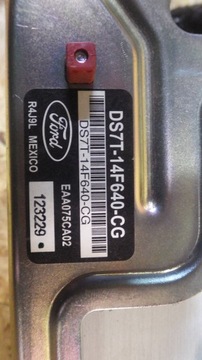 DS7T-14F640-CG
DS7T-14F640-CG
Ford
EAA075CA02
R4J9L MEXICO
123229